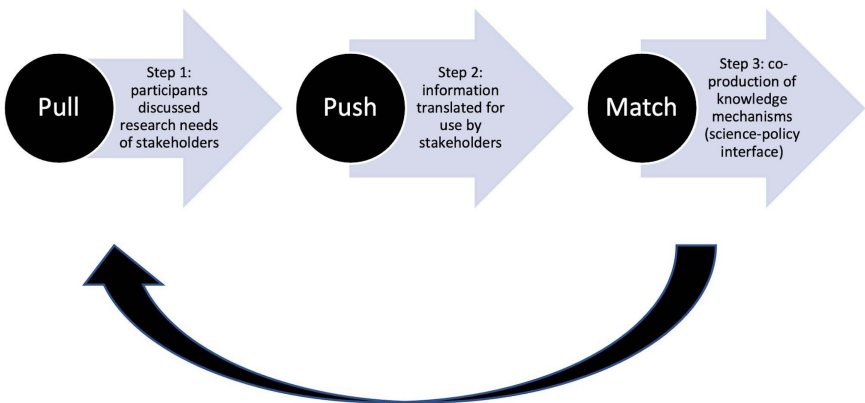 Pull
Step 1:
participants
discussed
research needs
of stakeholders
Push
Step 2:
information
translated for
use by
stakeholders
Match
Step 3: co-
production of
knowledge
mechanisms
(science-policy
interface)